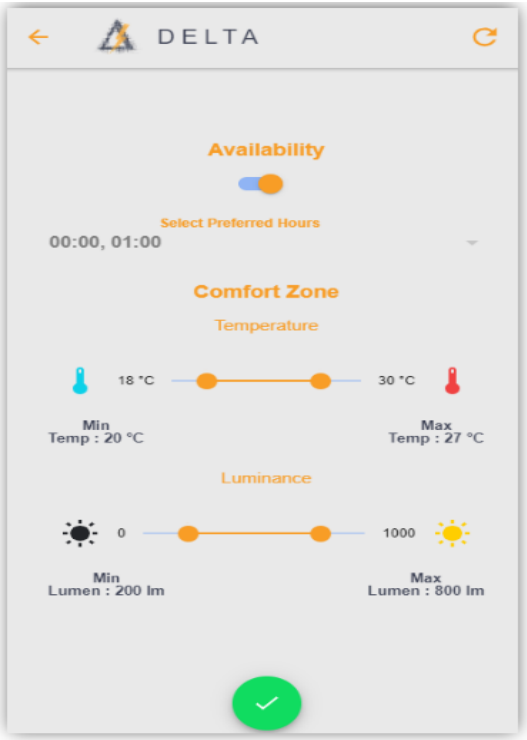 DELTA
Availability
Select Preferred Hours
00:00, 01:00
Comfort Zone
Temperature
18 °C 30 °C
Min Max
Temp : 20 °C Temp : 27 °C
Luminance
0 1000
Min Max
Lumen : 200 lm Lumen : 800 lm